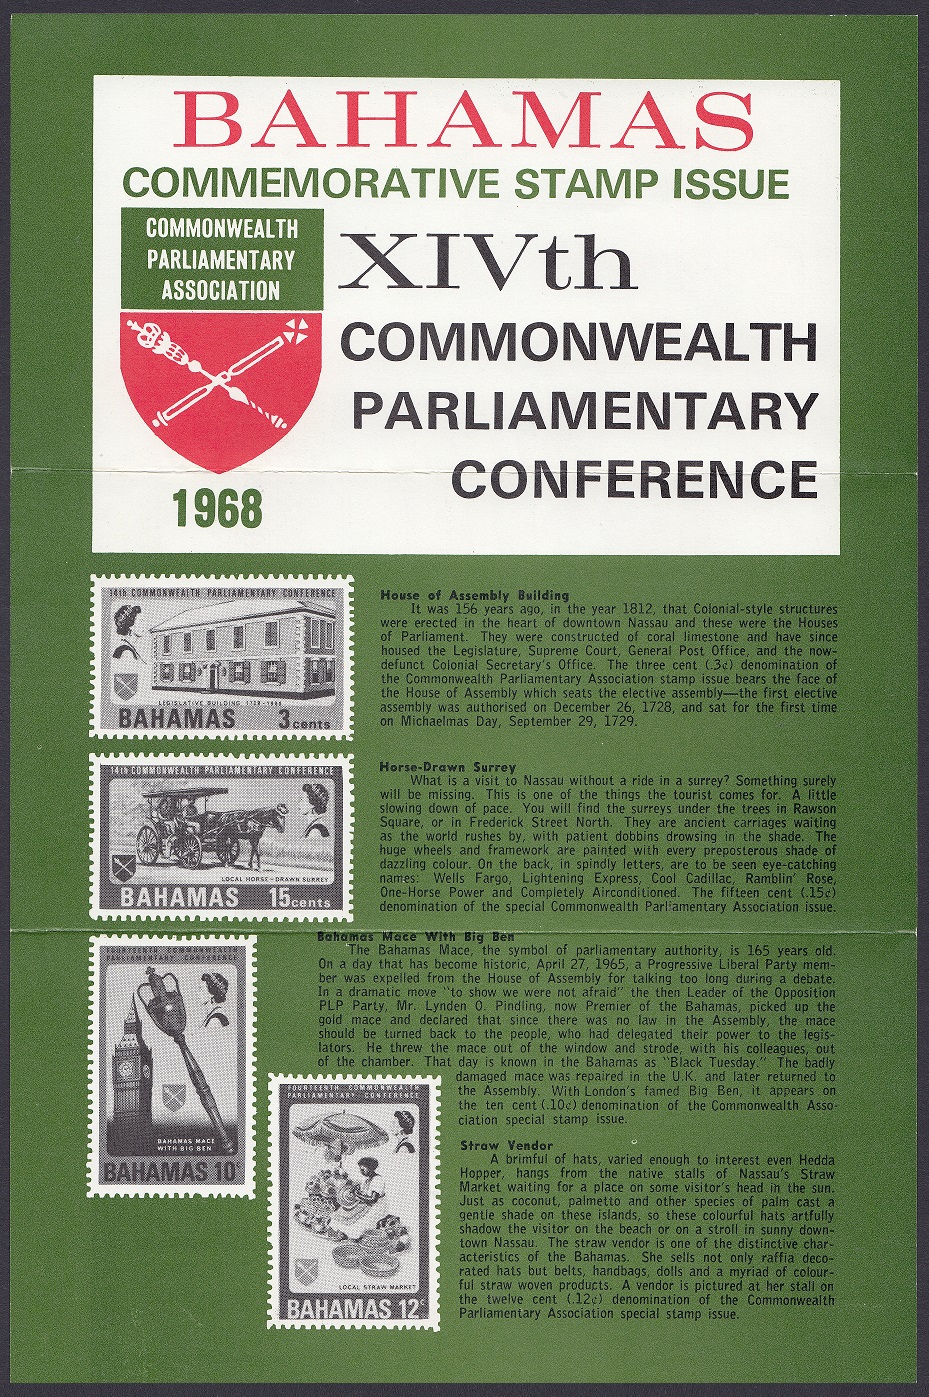 BAHAMAS
COMMEMORATIVE STAMP ISSUE
COMMONWEALTH
PARLIAMENTARY
ASSOCIATION
XIVth
COMMONWEALTH
PARLIAMENTARY
CONFERENCE
1968
14th COMMONWEALTH PARLIAMENTARY CONFERENCE
LEGISLATIVE BUILDING 1728-1968
BAHAMAS 3 cents
House of Assembly Building
It was 156 years ago, in the year 1812, that Colonial-style structures
were erected in the heart of downtown Nassau and these were the Houses
of Parliament. They were constructed of coral limestone and have since
housed the Legislature, Supreme Court, General Post Office, and the now-
defunct Colonial Secretary's Office. The three cent (.3¢) denomination of
the Commonwealth Parliamentary Association stamp issue bears the face of
the House of Assembly which seats the elective assembly—the first elective
assembly was authorised on December 26, 1728, and sat for the first time
on Michaelmas Day, September 29, 1729.
14th COMMONWEALTH PARLIAMENTARY CONFERENCE
LOCAL HORSE-DRAWN SURREY
BAHAMAS 15 cents
Horse-Drawn Surrey
What is a visit to Nassau without a ride in a surrey? Something surely
will be missing. This is one of the things the tourist comes for. A little
slowing down of pace. You will find the surreys under the trees in Rawson
Square, or in Frederick Street North. They are ancient carriages waiting
as the world rushes by, with patient dobbins drowsing in the shade. The
huge wheels and framework are painted with every preposterous shade of
dazzling colour. On the back, in spindly letters, are to be seen eye-catching
names: Wells Fargo, Lightening Express, Cool Cadillac, Ramblin' Rose,
One-Horse Power and Completely Airconditioned. The fifteen cent (.15¢)
denomination of the special Commonwealth Parliamentary Association issue.
FOURTEENTH COMMONWEALTH
PARLIAMENTARY CONFERENCE
BAHAMAS MACE
WITH BIG BEN
BAHAMAS 10c
Bahamas Mace With Big Ben
The Bahamas Mace, the symbol of parliamentary authority, is 165 years old.
On a day that has become historic, April 27, 1965, a Progressive Liberal Party mem-
ber was expelled from the House of Assembly for talking too long during a debate.
In a dramatic move "to show we were not afraid" the then Leader of the Opposition
PLP Party, Mr. Lynden O. Pindling, now Premier of the Bahamas, picked up the
gold mace and declared that since there was no law in the Assembly, the mace
should be turned back to the people, who had delegated their power to the legis-
lators. He threw the mace out of the window and strode, with his colleagues, out
of the chamber. That day is known in the Bahamas as "Black Tuesday." The badly
damaged mace was repaired in the U.K. and later returned to
the Assembly. With London's famed Big Ben, it appears on
the ten cent (.10¢) denomination of the Commonwealth Asso-
ciation special stamp issue.
FOURTEENTH COMMONWEALTH
PARLIAMENTARY CONFERENCE
LOCAL STRAW MARKET
BAHAMAS 12c
Straw Vendor
A brimful of hats, varied enough to interest even Hedda
Hopper, hangs from the native stalls of Nassau's Straw
Market waiting for a place on some visitor's head in the sun.
Just as coconut, palmetto and other species of palm cast a
gentle shade on these islands, so these colourful hats artfully
shadow the visitor on the beach or on a stroll in sunny down-
town Nassau. The straw vendor is one of the distinctive char-
acteristics of the Bahamas. She sells not only raffia deco-
rated hats but belts, handbags, dolls and a myriad of colour-
ful straw woven products. A vendor is pictured at her stall on
the twelve cent (.12¢) denomination of the Commonwealth
Parliamentary Association special stamp issue.